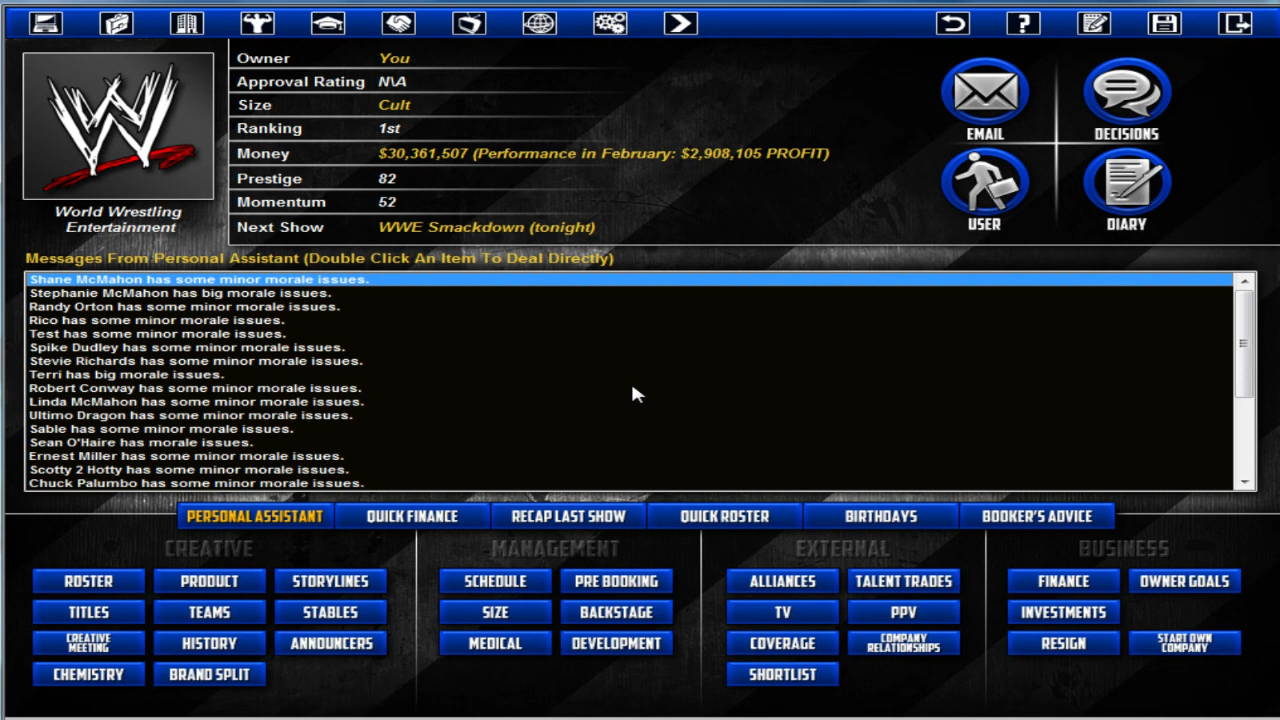 Owner You
Approval Rating N\A
Size Cult
Ranking 1st
Money $30,361,507 (Performance in February: $2,908,105 PROFIT)
Prestige 82
Momentum 52
Next Show WWE Smackdown (tonight)
World Wrestling
Entertainment
EMAIL
DECISIONS
USER
DIARY
Messages From Personal Assistant (Double Click An Item To Deal Directly)
Shane McMahon has some minor morale issues.
Stephanie McMahon has big morale issues.
Randy Orton has some minor morale issues.
Rico has some minor morale issues.
Test has some minor morale issues.
Spike Dudley has some minor morale issues.
Stevie Richards has some minor morale issues.
Terri has big morale issues.
Robert Conway has some minor morale issues.
Linda McMahon has some minor morale issues.
Ultimo Dragon has some minor morale issues.
Sable has some minor morale issues.
Sean O'Haire has morale issues.
Ernest Miller has some minor morale issues.
Scotty 2 Hotty has some minor morale issues.
Chuck Palumbo has some minor morale issues.
PERSONAL ASSISTANT QUICK FINANCE RECAP LAST SHOW QUICK ROSTER BIRTHDAYS BOOKER'S ADVICE
CREATIVE MANAGEMENT EXTERNAL BUSINESS
ROSTER PRODUCT STORYLINES SCHEDULE PRE BOOKING ALLIANCES TALENT TRADES FINANCE OWNER GOALS
TITLES TEAMS STABLES SIZE BACKSTAGE TV PPV INVESTMENTS
CREATIVE MEETING HISTORY ANNOUNCERS MEDICAL DEVELOPMENT COVERAGE COMPANY RELATIONSHIPS RESIGN START OWN COMPANY
CHEMISTRY BRAND SPLIT SHORTLIST